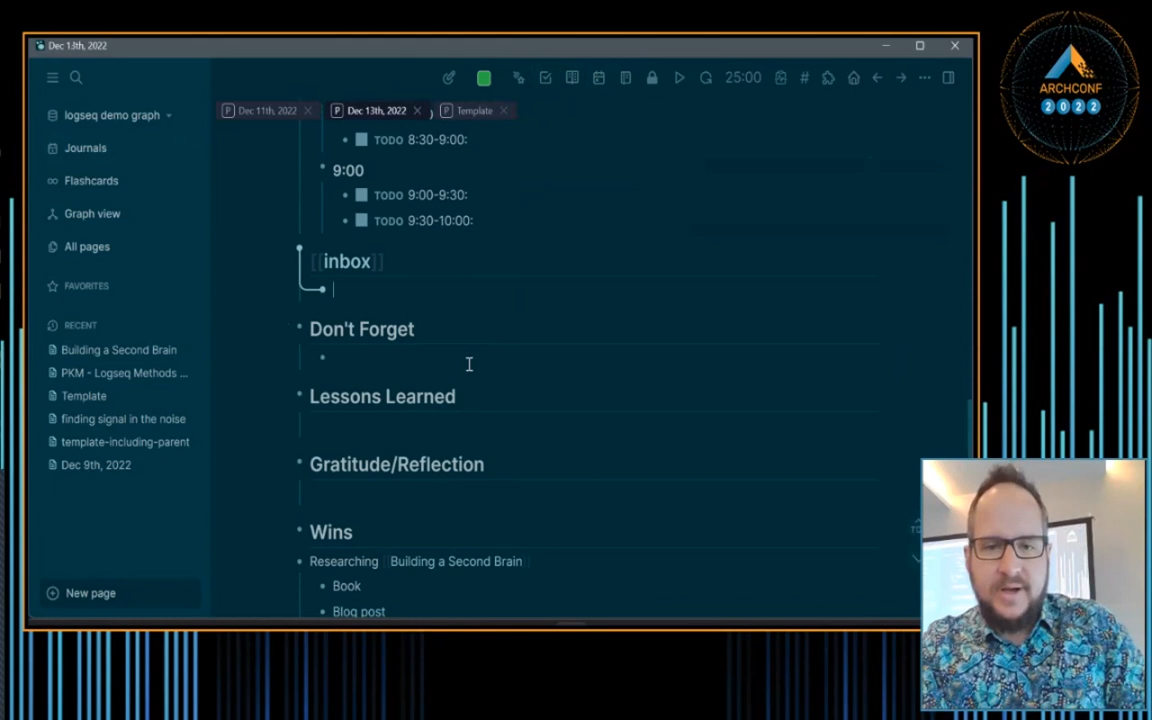 Dec 13th, 2022
25:00
logseq demo graph
Journals
Flashcards
Graph view
All pages
FAVORITES
RECENT
Building a Second Brain
PKM - Logseq Methods ...
Template
finding signal in the noise
template-including-parent
Dec 9th, 2022
New page
P Dec 11th, 2022
P Dec 13th, 2022
P Template
TODO 8:30-9:00:
9:00
TODO 9:00-9:30:
TODO 9:30-10:00:
[[inbox]]
Don't Forget
Lessons Learned
Gratitude/Reflection
Wins
Researching [[Building a Second Brain]]
Book
Blog post
ARCHCONF
2022